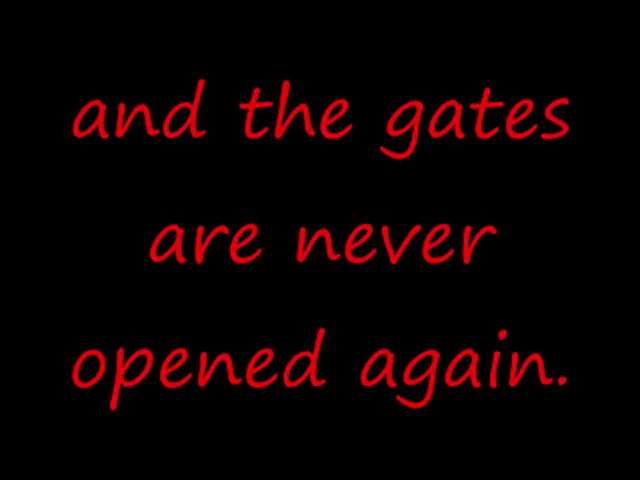 and the gates
are never
opened again.